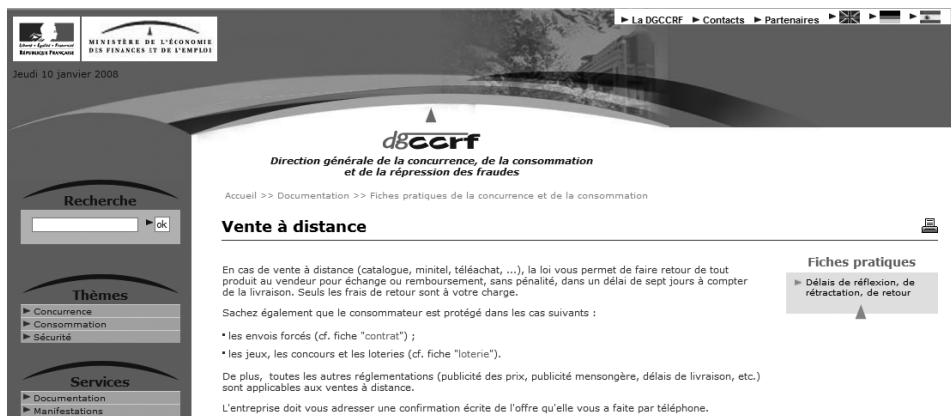 ► La DGCCRF ► Contacts ► Partenaires
Liberté • Égalité • Fraternité
RÉPUBLIQUE FRANÇAISE
MINISTÈRE DE L'ÉCONOMIE
DES FINANCES ET DE L'EMPLOI
Jeudi 10 janvier 2008
dgccrf
Direction générale de la concurrence, de la consommation
et de la répression des fraudes
Accueil >> Documentation >> Fiches pratiques de la concurrence et de la consommation
Recherche
ok
Thèmes
► Concurrence
► Consommation
► Sécurité
Services
► Documentation
► Manifestations
Vente à distance
En cas de vente à distance (catalogue, minitel, téléachat, ...), la loi vous permet de faire retour de tout
produit au vendeur pour échange ou remboursement, sans pénalité, dans un délai de sept jours à compter
de la livraison. Seuls les frais de retour sont à votre charge.
Sachez également que le consommateur est protégé dans les cas suivants :
▪ les envois forcés (cf. fiche "contrat") ;
▪ les jeux, les concours et les loteries (cf. fiche "loterie").
De plus, toutes les autres réglementations (publicité des prix, publicité mensongère, délais de livraison, etc.)
sont applicables aux ventes à distance.
L'entreprise doit vous adresser une confirmation écrite de l'offre qu'elle vous a faite par téléphone.
Fiches pratiques
► Délais de réflexion, de
rétractation, de retour